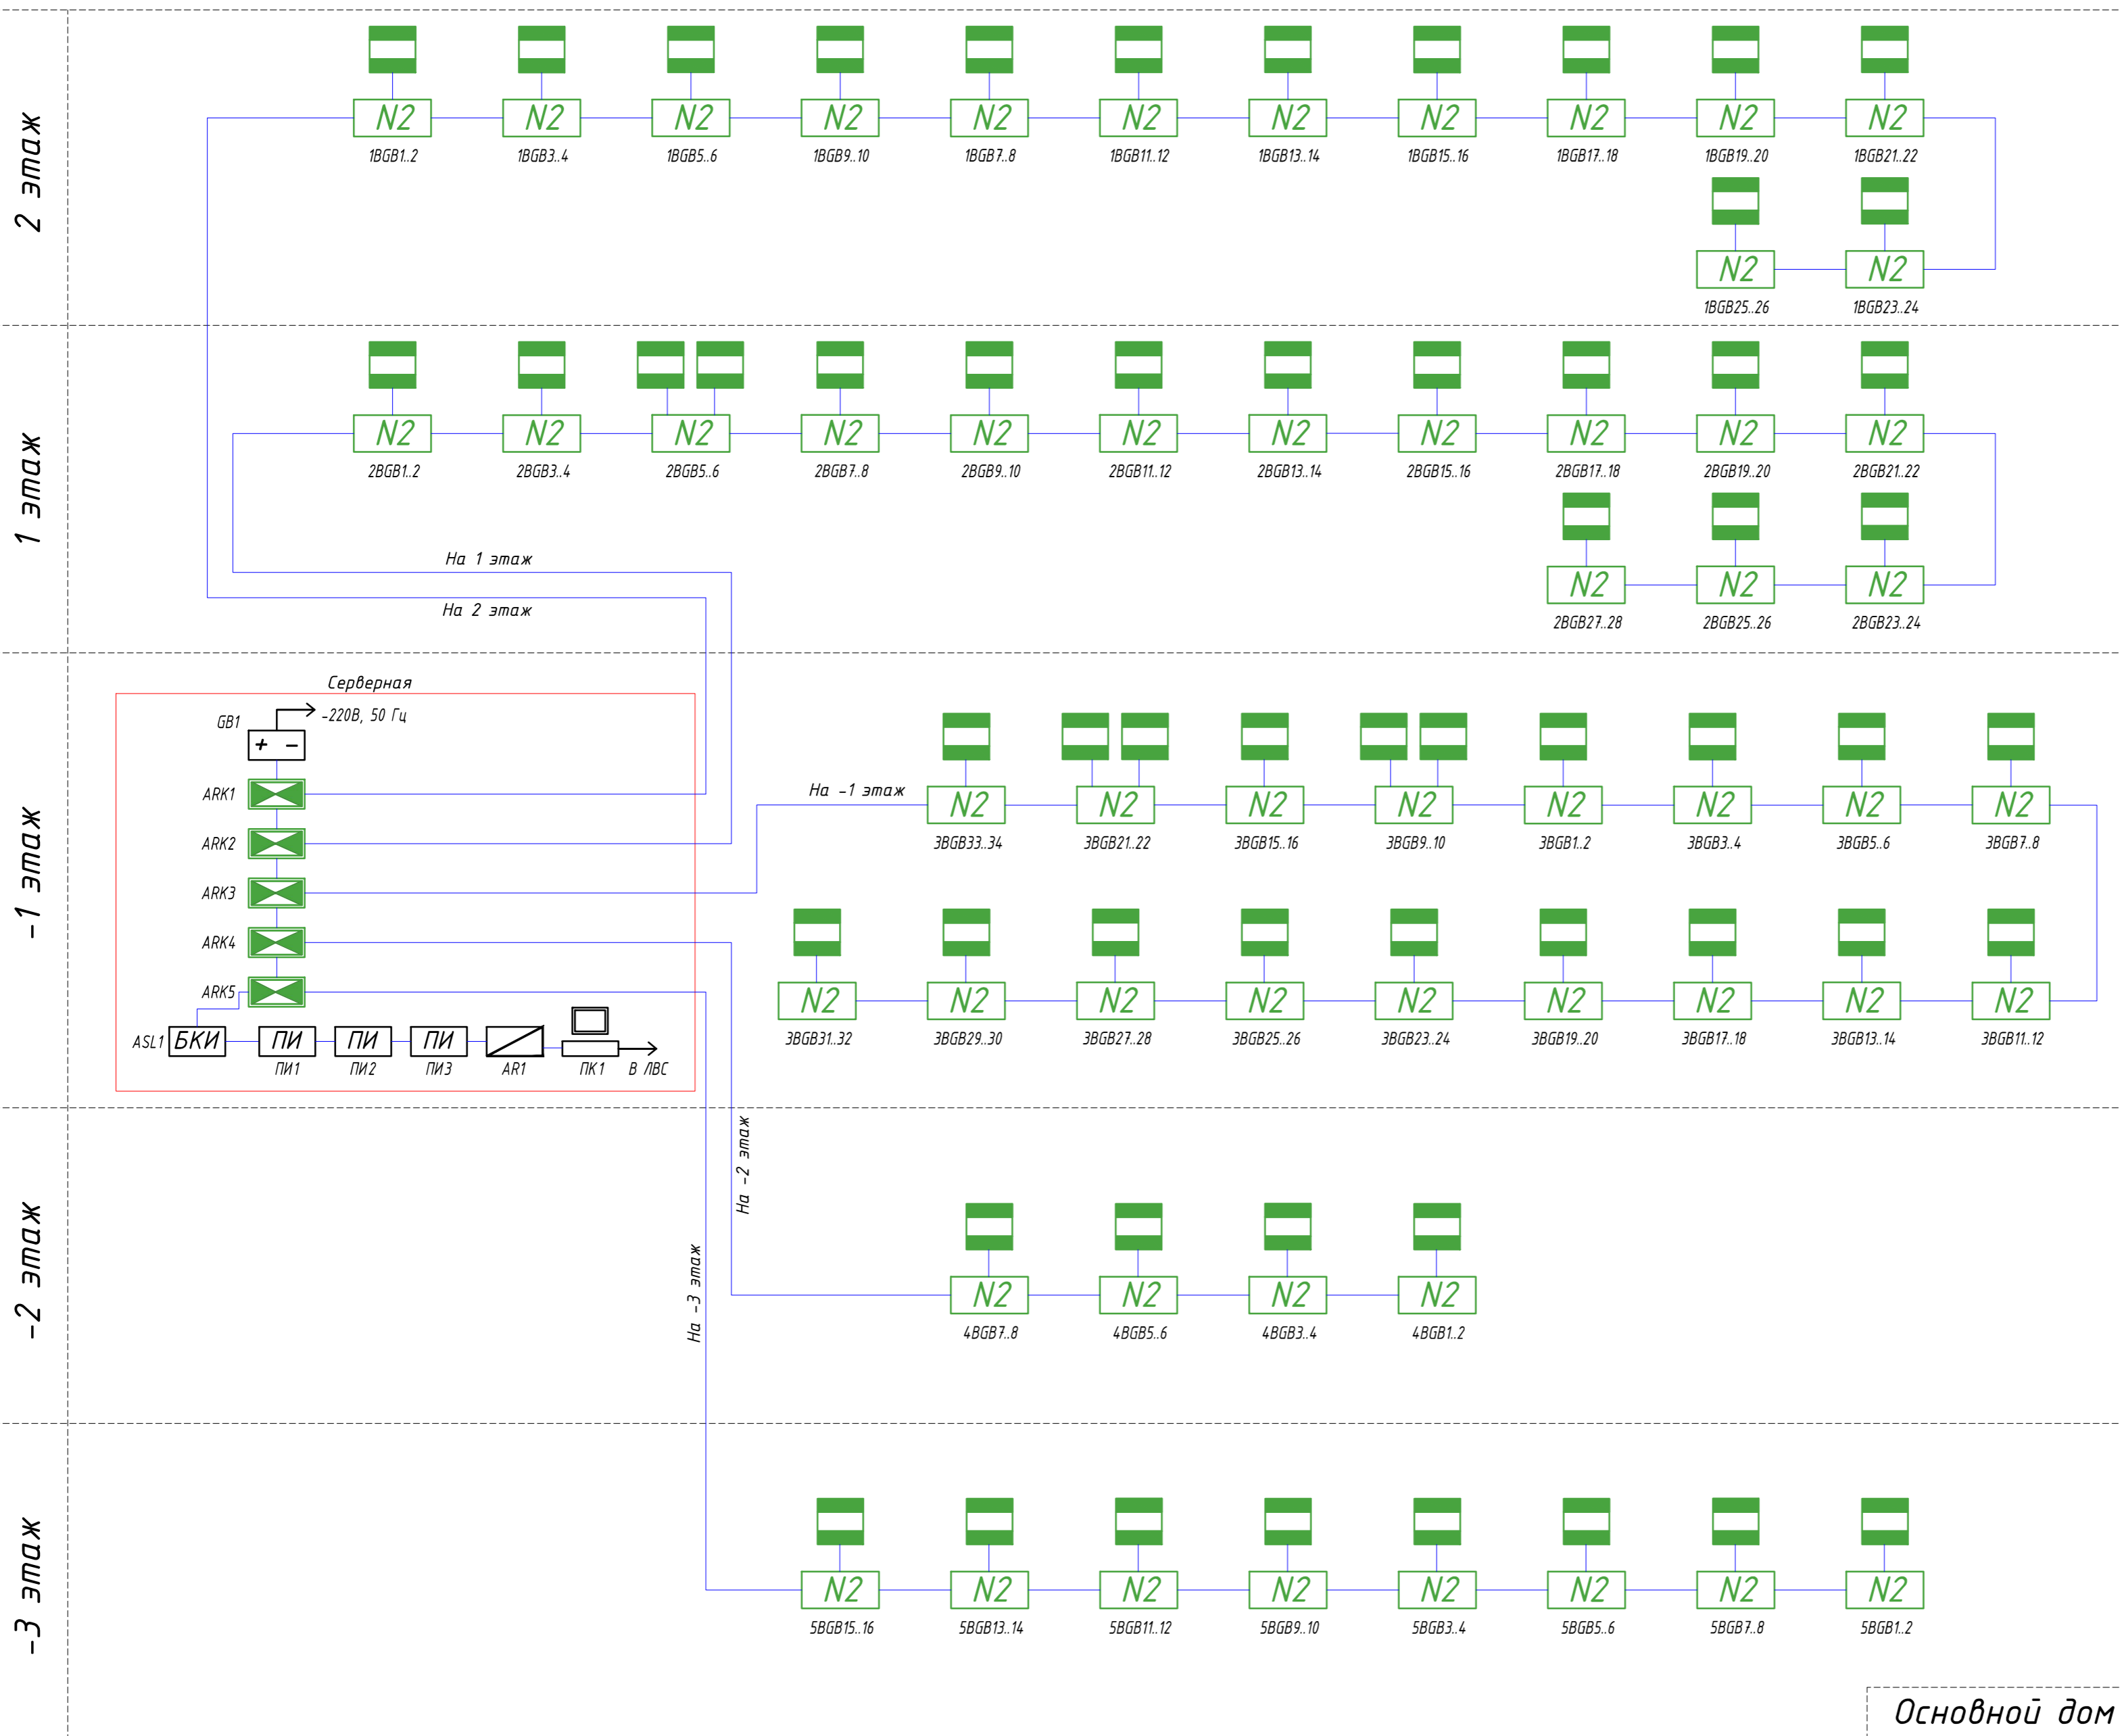 2 этаж
N2 N2 N2 N2 N2 N2 N2 N2 N2 N2 N2
1BGB1..2 1BGB3..4 1BGB5..6 1BGB9..10 1BGB7..8 1BGB11..12 1BGB13..14 1BGB15..16 1BGB17..18 1BGB19..20 1BGB21..22
N2 N2
1BGB25..26 1BGB23..24
1 этаж
N2 N2 N2 N2 N2 N2 N2 N2 N2 N2 N2
2BGB1..2 2BGB3..4 2BGB5..6 2BGB7..8 2BGB9..10 2BGB11..12 2BGB13..14 2BGB15..16 2BGB17..18 2BGB19..20 2BGB21..22
N2 N2 N2
2BGB27..28 2BGB25..26 2BGB23..24
На 1 этаж
На 2 этаж
-1 этаж
Серверная
GB1
~220В, 50 Гц
+ -
ARK1
ARK2
ARK3
ARK4
ARK5
ASL1 БКИ ПИ ПИ ПИ
ПИ1 ПИ2 ПИ3 AR1 ПК1 В ЛВС
На -1 этаж
N2 N2 N2 N2 N2 N2 N2 N2
3BGB33..34 3BGB21..22 3BGB15..16 3BGB9..10 3BGB1..2 3BGB3..4 3BGB5..6 3BGB7..8
N2 N2 N2 N2 N2 N2 N2 N2 N2
3BGB31..32 3BGB29..30 3BGB27..28 3BGB25..26 3BGB23..24 3BGB19..20 3BGB17..18 3BGB13..14 3BGB11..12
-2 этаж
На -2 этаж
На -3 этаж
N2 N2 N2 N2
4BGB7..8 4BGB5..6 4BGB3..4 4BGB1..2
-3 этаж
N2 N2 N2 N2 N2 N2 N2 N2
5BGB15..16 5BGB13..14 5BGB11..12 5BGB9..10 5BGB3..4 5BGB5..6 5BGB7..8 5BGB1..2
Основной дом